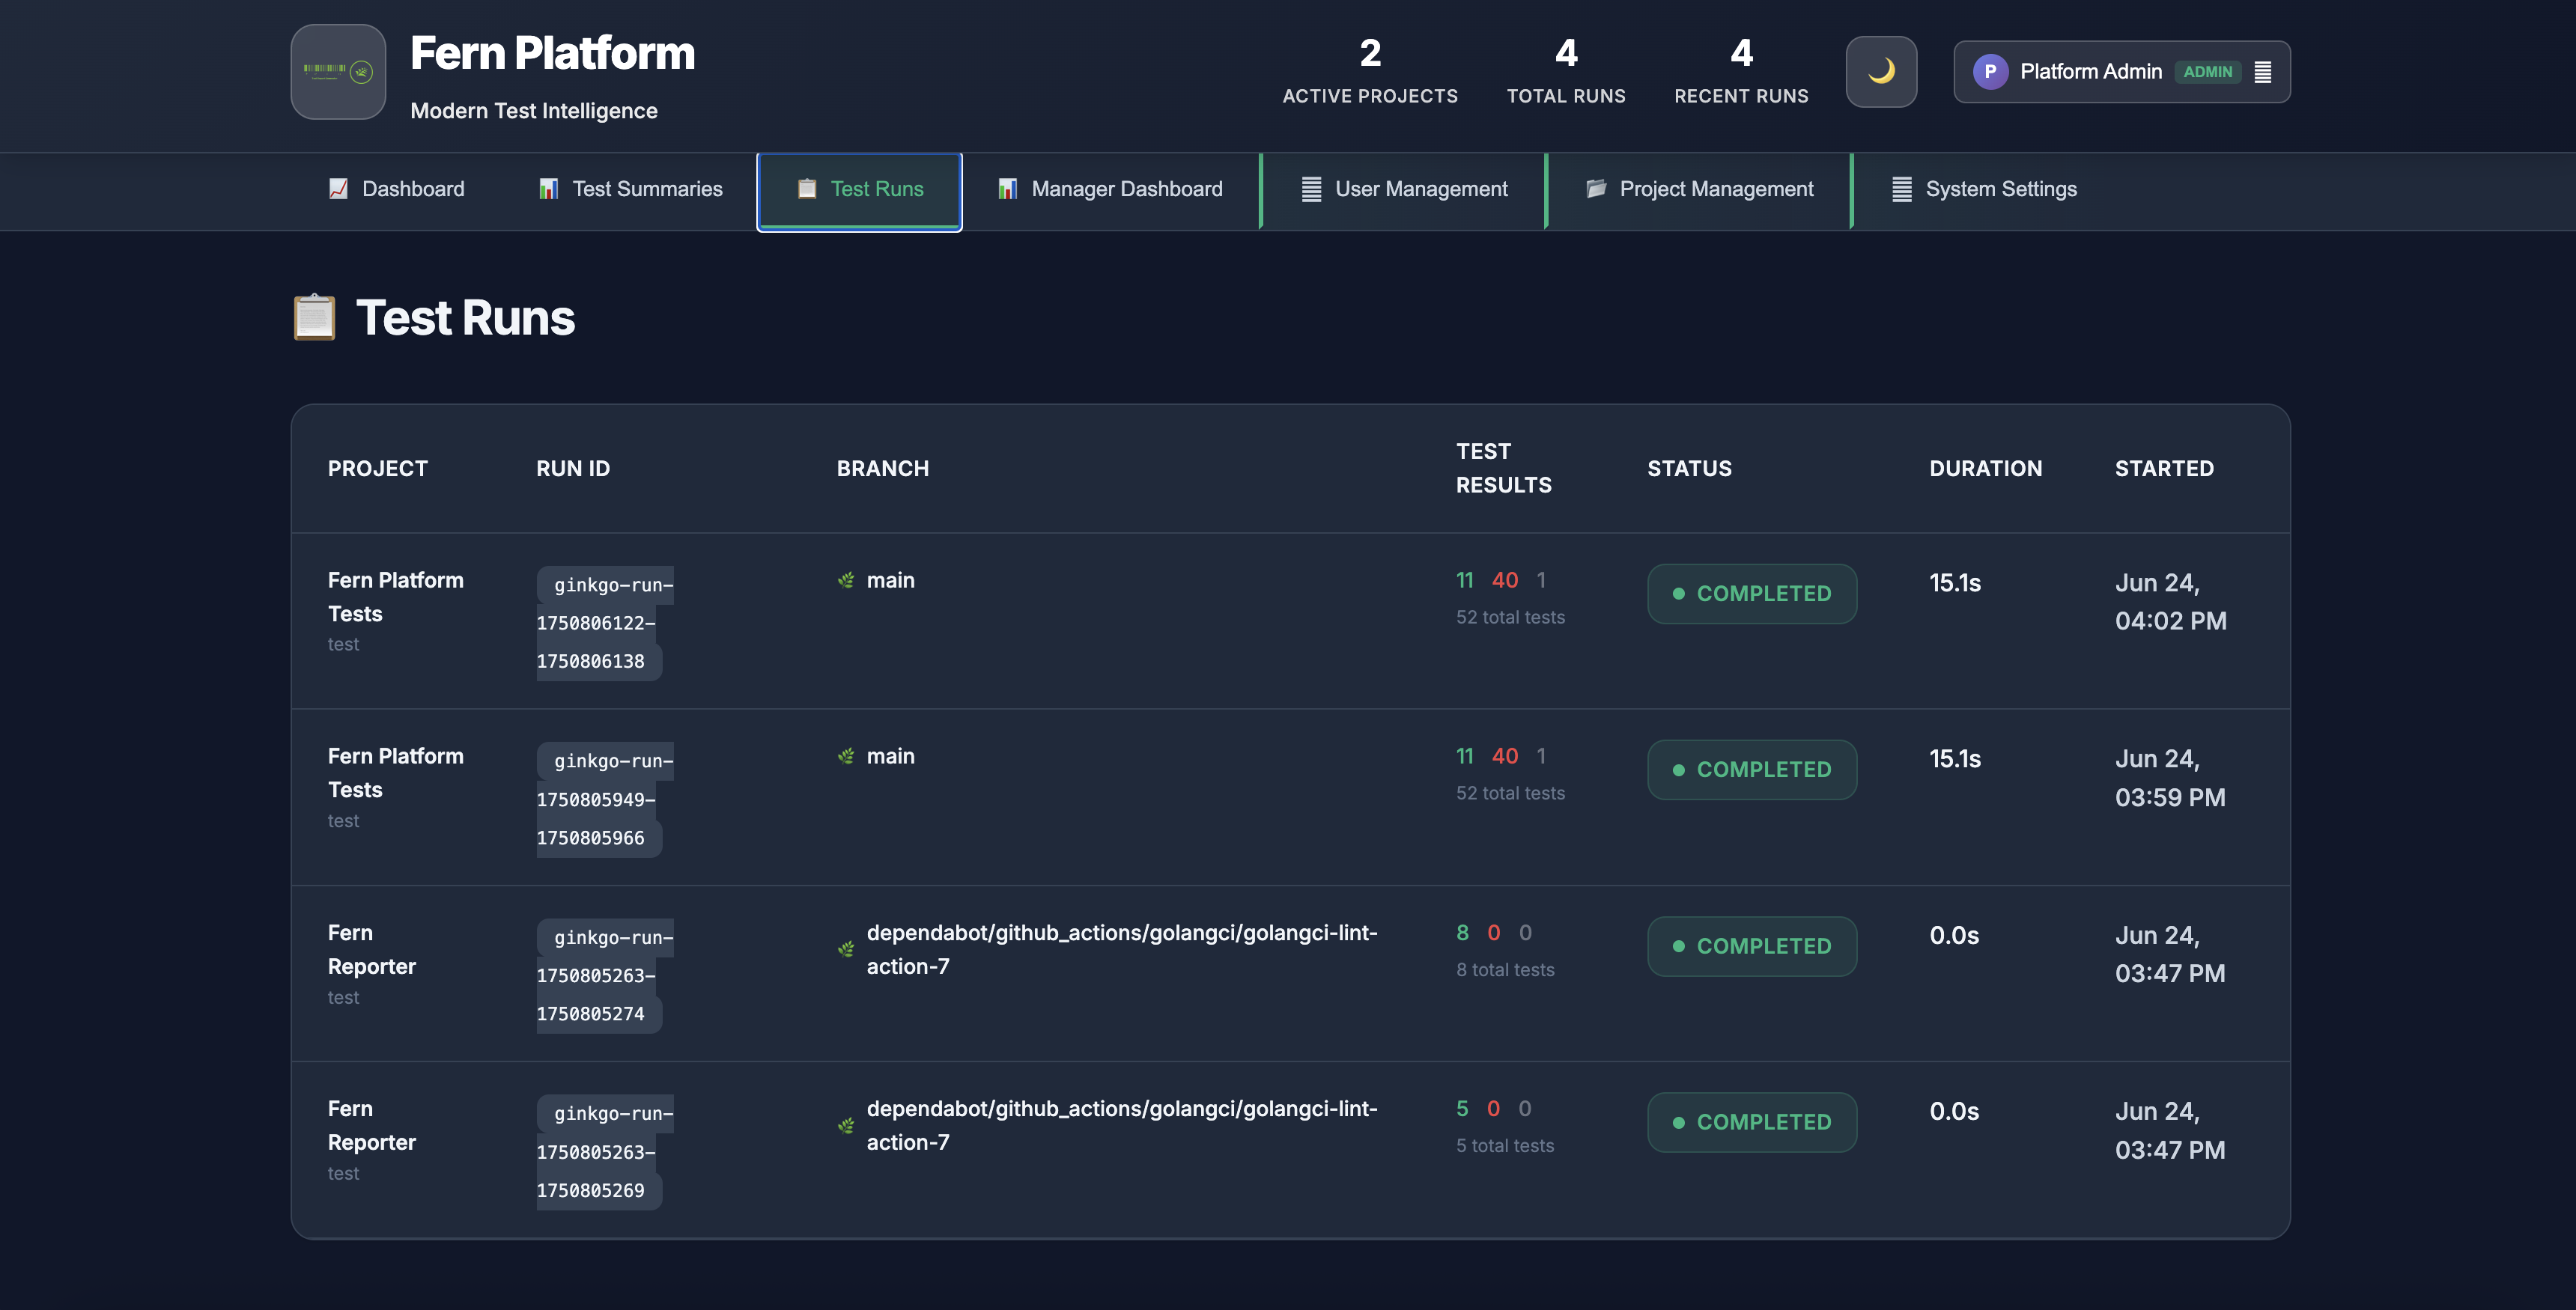 Fern Platform
Modern Test Intelligence
2
ACTIVE PROJECTS
4
TOTAL RUNS
4
RECENT RUNS
P
Platform Admin
ADMIN
Dashboard
Test Summaries
Test Runs
Manager Dashboard
User Management
Project Management
System Settings
Test Runs
PROJECT
RUN ID
BRANCH
TEST
RESULTS
STATUS
DURATION
STARTED
Fern Platform
Tests
test
ginkgo-run-
1750806122-
1750806138
main
11 40 1
52 total tests
COMPLETED
15.1s
Jun 24,
04:02 PM
Fern Platform
Tests
test
ginkgo-run-
1750805949-
1750805966
main
11 40 1
52 total tests
COMPLETED
15.1s
Jun 24,
03:59 PM
Fern
Reporter
test
ginkgo-run-
1750805263-
1750805274
dependabot/github_actions/golangci/golangci-lint-
action-7
8 0 0
8 total tests
COMPLETED
0.0s
Jun 24,
03:47 PM
Fern
Reporter
test
ginkgo-run-
1750805263-
1750805269
dependabot/github_actions/golangci/golangci-lint-
action-7
5 0 0
5 total tests
COMPLETED
0.0s
Jun 24,
03:47 PM